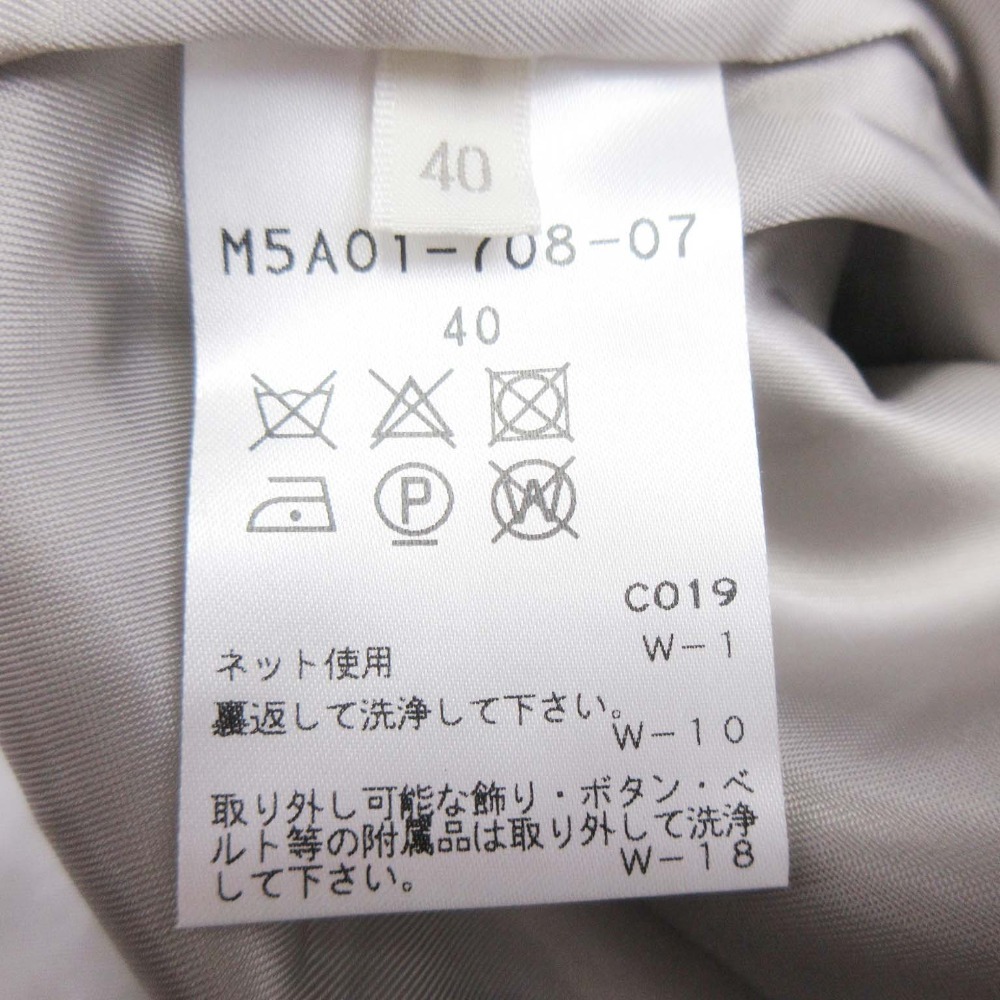 40
M5A01-708-07
40
P
W
C019
W-1
ネット使用
裏返して洗浄して下さい。
W-10
取り外し可能な飾り・ボタン・ベ
ルト等の附属品は取り外して洗浄
して下さい。
W-18